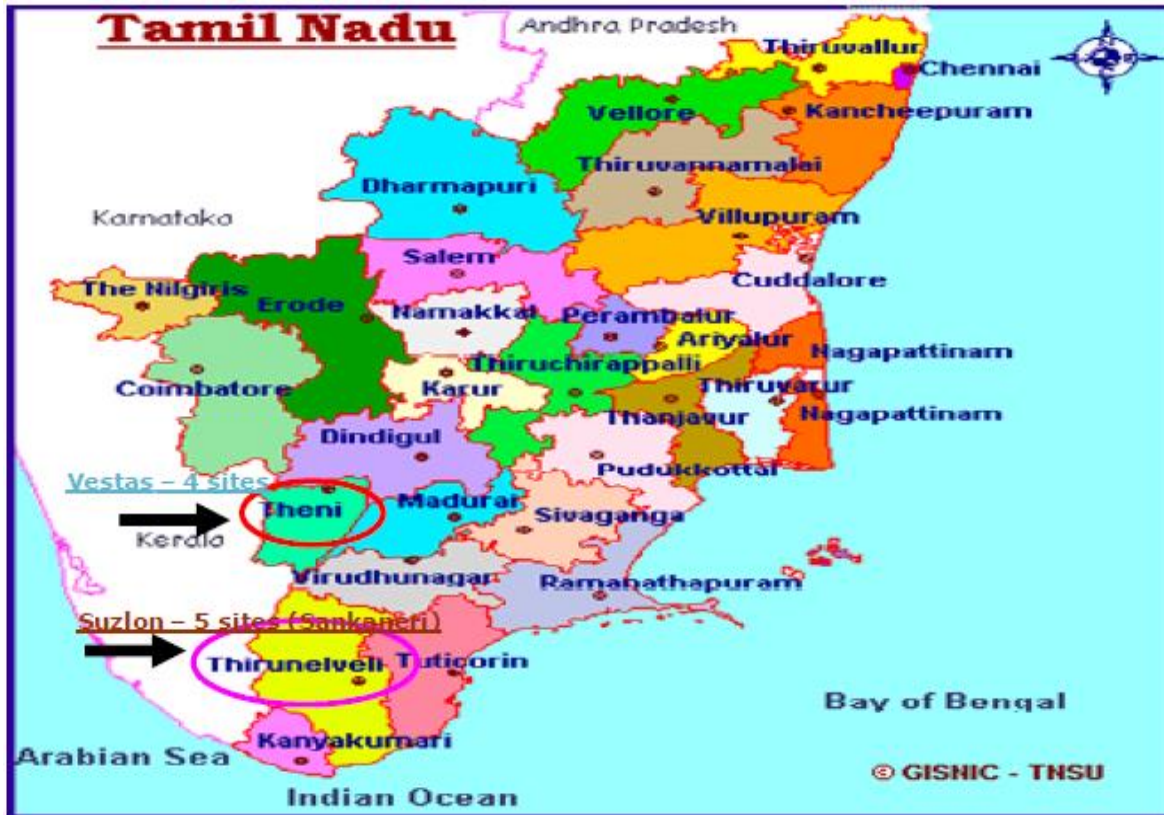 Tamil Nadu
Andhra Pradesh
Thiruvallur
Chennai
Vellore
Kancheepuram
Thiruvannamalai
Dharmapuri
Karnataka
Villupuram
Salem
Cuddalore
The Nilgiris
Erode
Namakkal
Perambalur
Ariyalur
Nagapattinam
Thiruchirappalli
Coimbatore
Karur
Thiruvarur
Thanjavur
Nagapattinam
Dindigul
Pudukkottai
Vestas – 4 sites
Theni
Madurai
Sivaganga
Kerala
Virudhunagar
Ramanathapuram
Suzlon – 5 sites (Sankaneri)
Thirunelveli
Tuticorin
Bay of Bengal
Kanyakumari
Arabian Sea
© GISNIC - TNSU
Indian Ocean